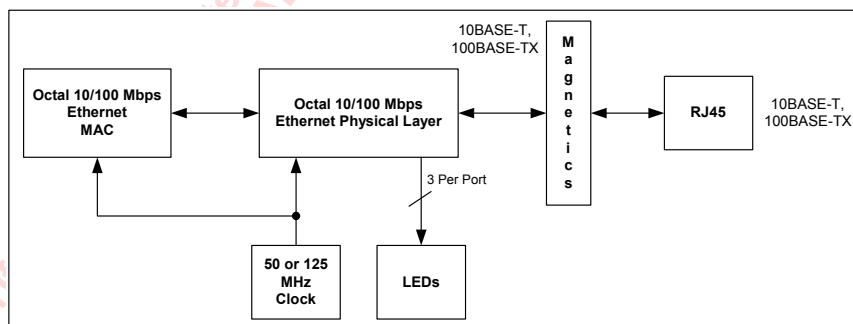 10BASE-T,
100BASE-TX
Octal 10/100 Mbps
Ethernet
MAC
Octal 10/100 Mbps
Ethernet Physical Layer
Magnetics
RJ45
10BASE-T,
100BASE-TX
3 Per Port
50 or 125
MHz
Clock
LEDs